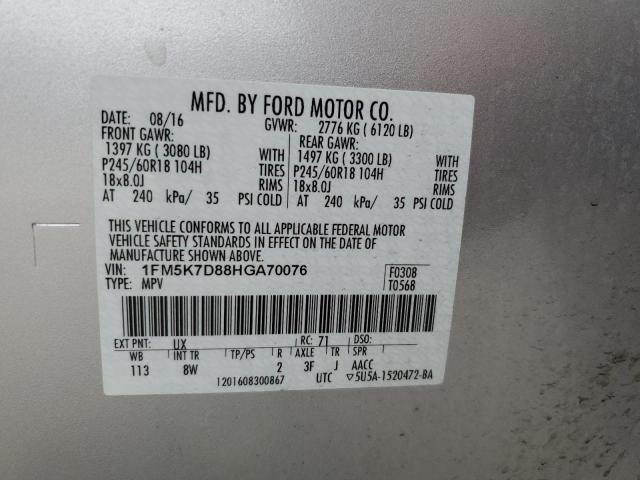 MFD. BY FORD MOTOR CO.
DATE: 08/16 GVWR: 2776 KG ( 6120 LB)
FRONT GAWR: REAR GAWR:
1397 KG ( 3080 LB) WITH 1497 KG ( 3300 LB) WITH
P245/60R18 104H TIRES P245/60R18 104H TIRES
18x8.0J RIMS 18x8.0J RIMS
AT 240 kPa/ 35 PSI COLD AT 240 kPa/ 35 PSI COLD
THIS VEHICLE CONFORMS TO ALL APPLICABLE FEDERAL MOTOR
VEHICLE SAFETY STANDARDS IN EFFECT ON THE DATE OF
MANUFACTURE SHOWN ABOVE.
VIN: 1FM5K7D88HGA70076 F0308
TYPE: MPV T0568
EXT PNT: UX RC: 71 DSO:
WB INT TR TP/PS R AXLE TR SPR
113 8W 2 3F J AACC
1201608300867 UTC ▽5U5A-1520472-BA